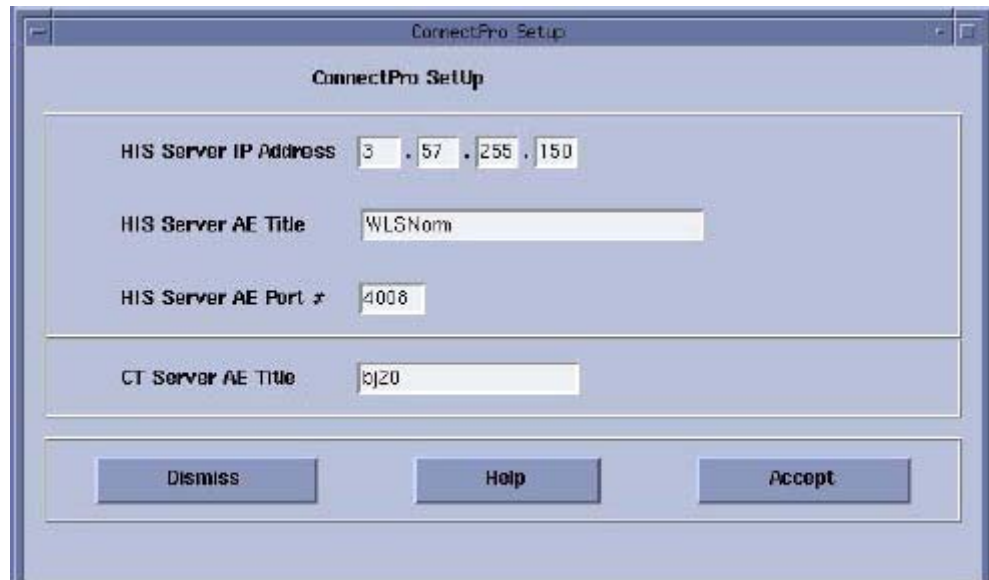 ConnectPro Setup
ConnectPro SetUp
HIS Server IP Address 3 . 57 . 255 . 150
HIS Server AE Title WLSNorm
HIS Server AE Port # 4008
CT Server AE Title bj20
Dismiss Help Accept